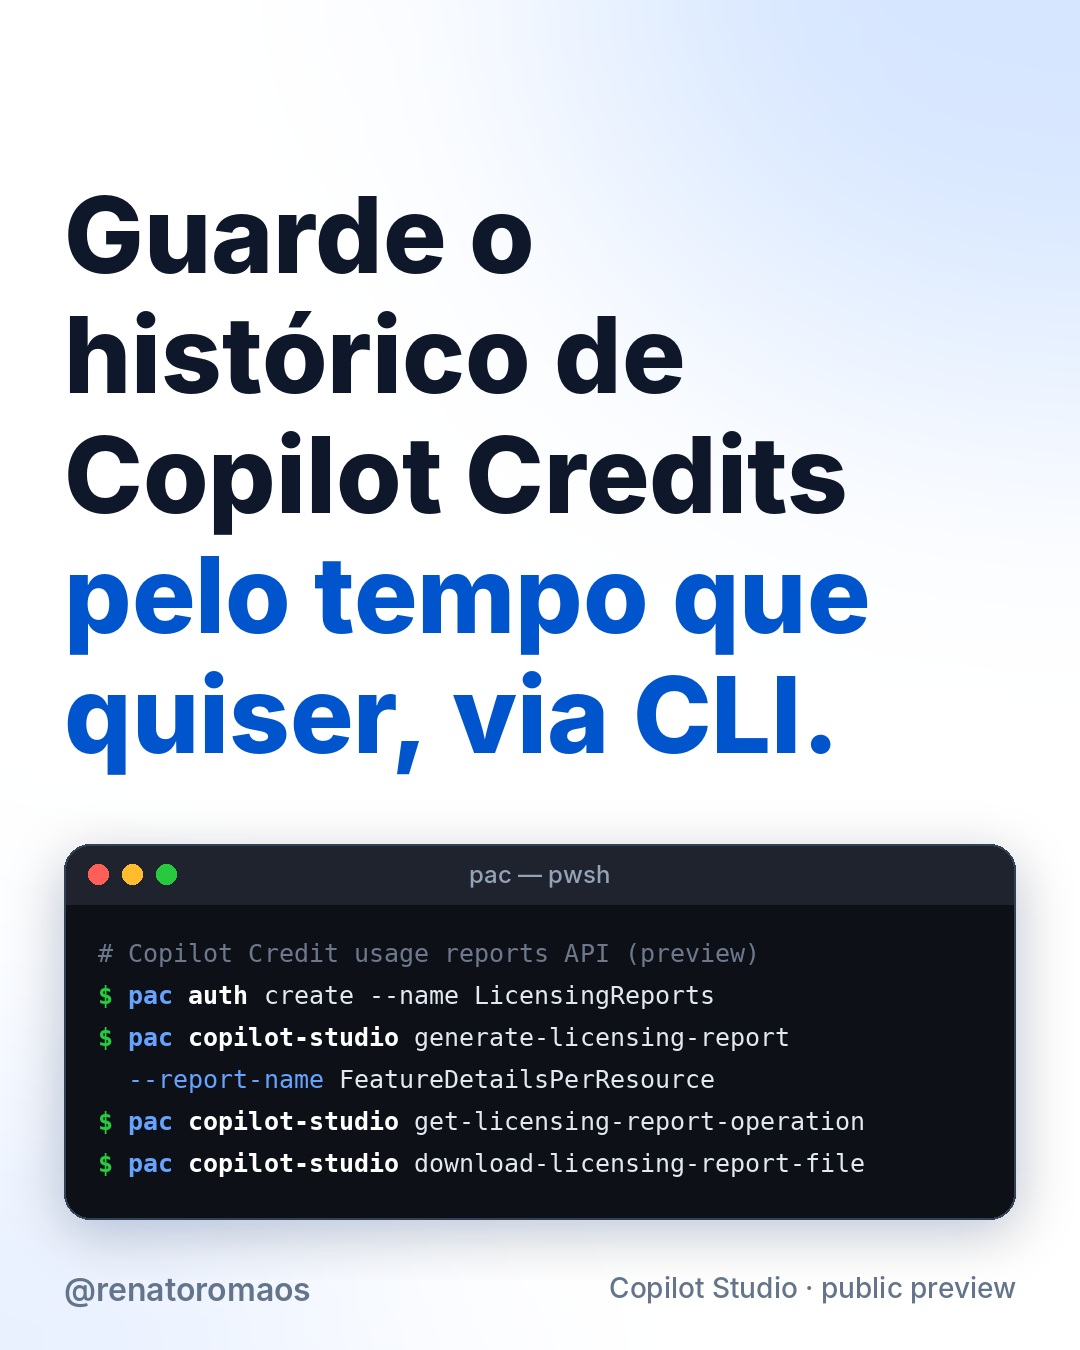 Guarde o
histórico de
Copilot Credits
pelo tempo que
quiser, via CLI.
pac — pwsh
# Copilot Credit usage reports API (preview)
$ pac auth create --name LicensingReports
$ pac copilot-studio generate-licensing-report
--report-name FeatureDetailsPerResource
$ pac copilot-studio get-licensing-report-operation
$ pac copilot-studio download-licensing-report-file
@renatoromaos
Copilot Studio · public preview